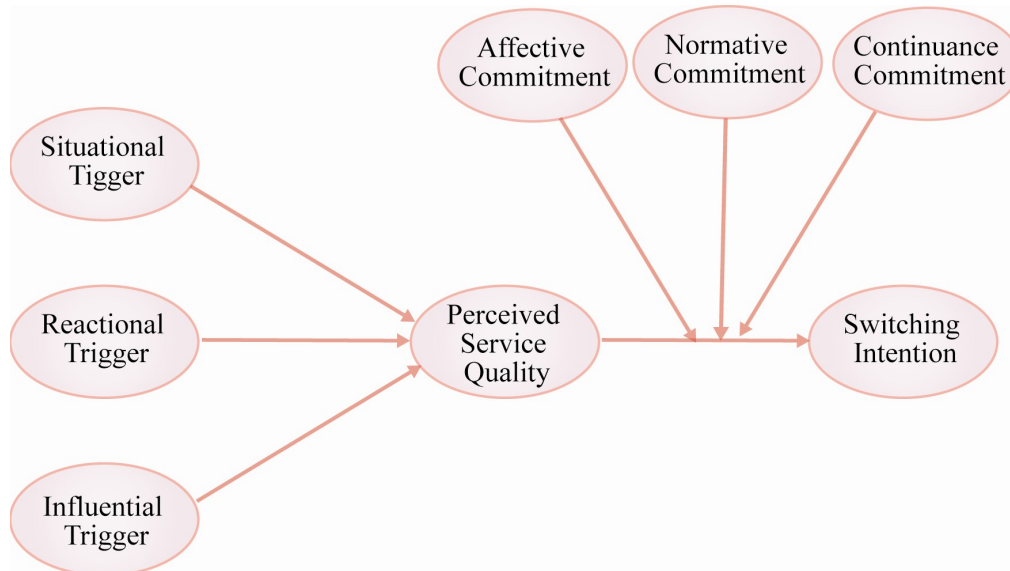 Affective
Commitment
Normative
Commitment
Continuance
Commitment
Situational
Tigger
Reactional
Trigger
Perceived
Service
Quality
Switching
Intention
Influential
Trigger